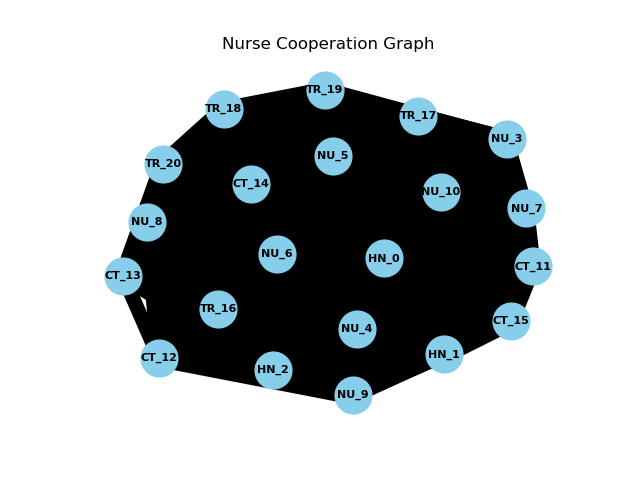 Nurse Cooperation Graph
TR_19
TR_18
TR_17
NU_3
NU_5
TR_20
CT_14
NU_10
NU_7
NU_8
NU_6
HN_0
CT_11
CT_13
TR_16
CT_15
NU_4
HN_1
CT_12
HN_2
NU_9